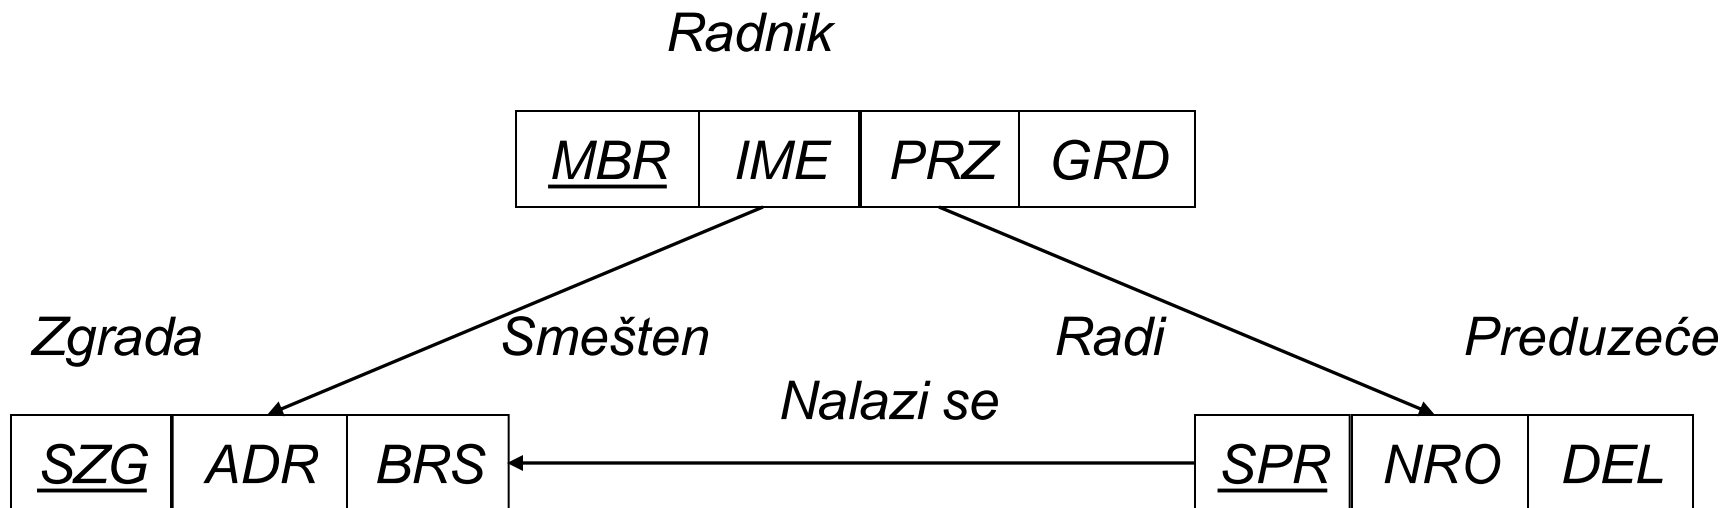 Radnik
MBR IME PRZ GRD
Zgrada Smešten Radi Preduzeće
Nalazi se
SZG ADR BRS SPR NRO DEL